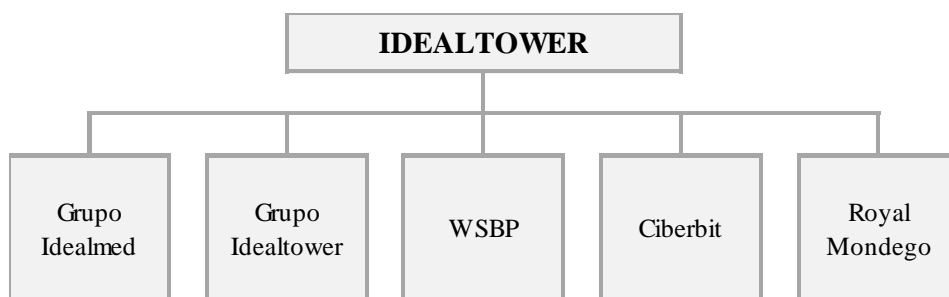 IDEALTOWER
Grupo
Idealmed
Grupo
Idealtower
WSBP
Ciberbit
Royal
Mondego